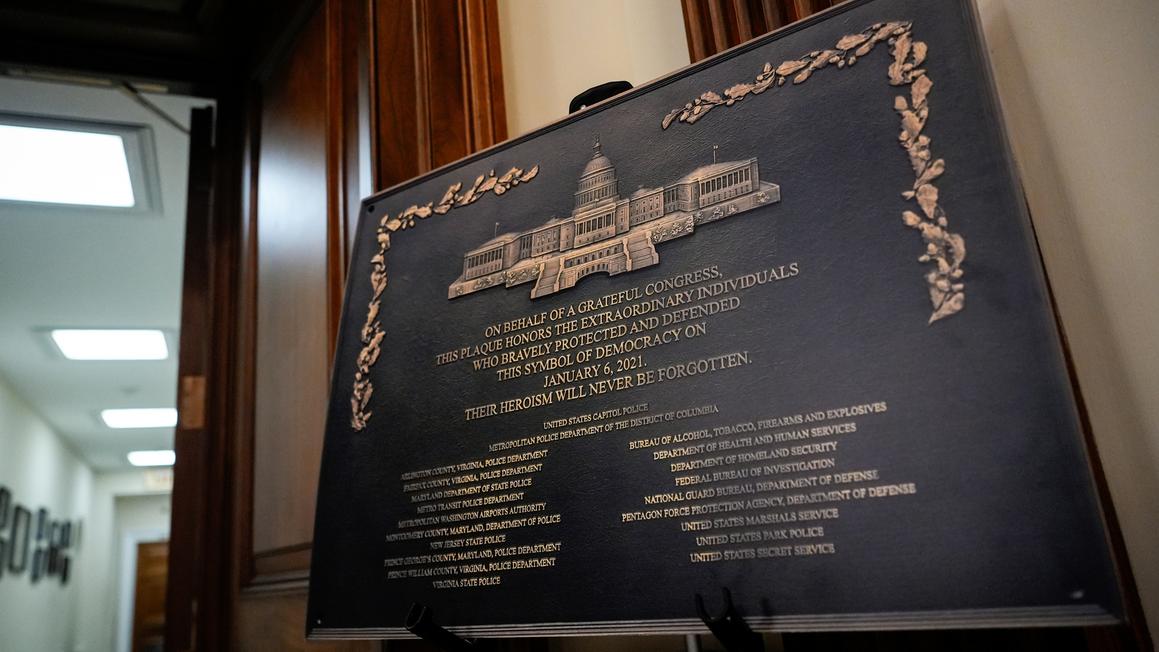 ON BEHALF OF A GRATEFUL CONGRESS,
THIS PLAQUE HONORS THE EXTRAORDINARY INDIVIDUALS
WHO BRAVELY PROTECTED AND DEFENDED
THIS SYMBOL OF DEMOCRACY ON
JANUARY 6, 2021.
THEIR HEROISM WILL NEVER BE FORGOTTEN.
UNITED STATES CAPITOL POLICE
METROPOLITAN POLICE DEPARTMENT OF THE DISTRICT OF COLUMBIA
ARLINGTON COUNTY, VIRGINIA, POLICE DEPARTMENT
FAIRFAX COUNTY, VIRGINIA, POLICE DEPARTMENT
MARYLAND DEPARTMENT OF STATE POLICE
METRO TRANSIT POLICE DEPARTMENT
METROPOLITAN WASHINGTON AIRPORTS AUTHORITY
MONTGOMERY COUNTY, MARYLAND, DEPARTMENT OF POLICE
NEW JERSEY STATE POLICE
PRINCE GEORGE'S COUNTY, MARYLAND, POLICE DEPARTMENT
PRINCE WILLIAM COUNTY, VIRGINIA, POLICE DEPARTMENT
VIRGINIA STATE POLICE
BUREAU OF ALCOHOL, TOBACCO, FIREARMS AND EXPLOSIVES
DEPARTMENT OF HEALTH AND HUMAN SERVICES
DEPARTMENT OF HOMELAND SECURITY
FEDERAL BUREAU OF INVESTIGATION
NATIONAL GUARD BUREAU, DEPARTMENT OF DEFENSE
PENTAGON FORCE PROTECTION AGENCY, DEPARTMENT OF DEFENSE
UNITED STATES MARSHALS SERVICE
UNITED STATES PARK POLICE
UNITED STATES SECRET SERVICE